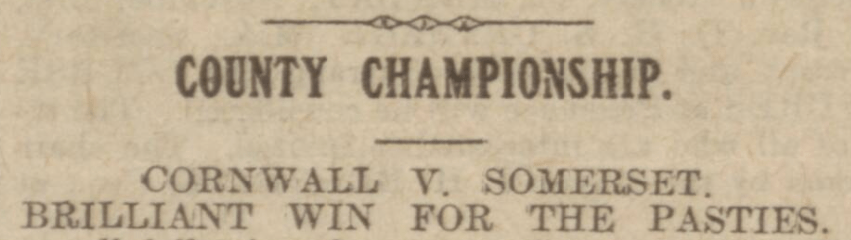 COUNTY CHAMPIONSHIP.
CORNWALL V. SOMERSET.
BRILLIANT WIN FOR THE PASTIES.